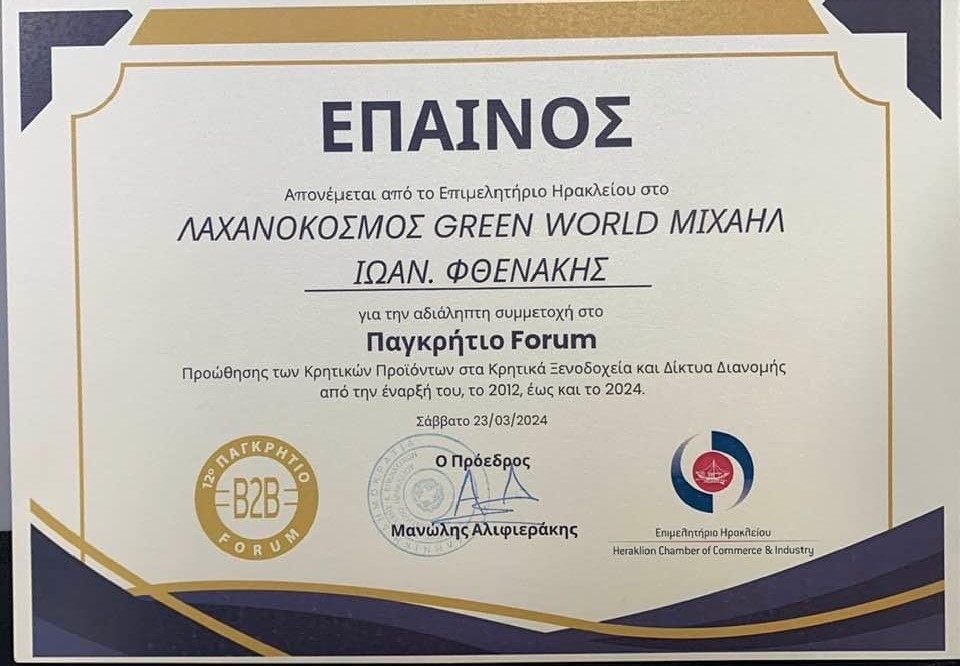 ΕΠΑΙΝΟΣ
Απονέμεται από το Επιμελητήριο Ηρακλείου στο
ΛΑΧΑΝΟΚΟΣΜΟΣ GREEN WORLD ΜΙΧΑΗΛ
ΙΩΑΝ. ΦΘΕΝΑΚΗΣ
για την αδιάληπτη συμμετοχή στο
Παγκρήτιο Forum
Προώθησης των Κρητικών Προϊόντων στα Κρητικά Ξενοδοχεία και Δίκτυα Διανομής
από την έναρξή του, το 2012, έως και το 2024.
Σάββατο 23/03/2024
12ο ΠΑΓΚΡΗΤΙΟ
B2B
FORUM
Ο Πρόεδρος
Μανώλης Αλιφιεράκης
Επιμελητήριο Ηρακλείου
Heraklion Chamber of Commerce & Industry